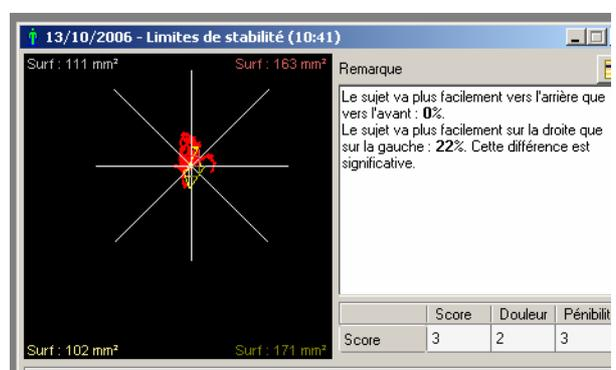 13/10/2006 - Limites de stabilité (10:41)
Surf : 111 mm²
Surf : 163 mm²
Remarque
Le sujet va plus facilement vers l'arrière que
vers l'avant : 0%.
Le sujet va plus facilement sur la droite que
sur la gauche : 22%. Cette différence est
significative.
Score Douleur Pénibilit
Score 3 2 3
Surf : 102 mm²
Surf : 171 mm²